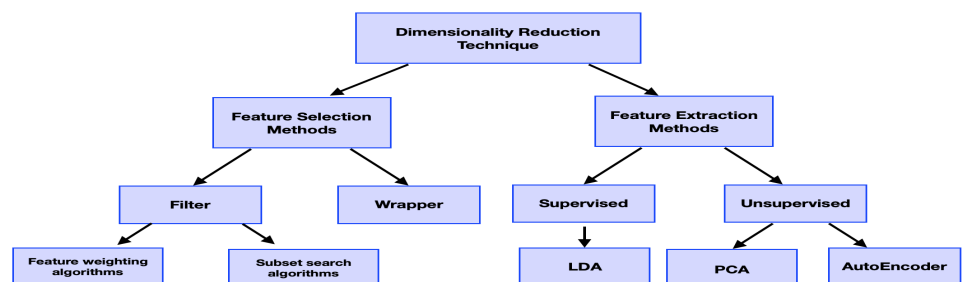 Dimensionality Reduction
Technique
Feature Selection
Methods
Feature Extraction
Methods
Filter
Wrapper
Supervised
Unsupervised
Feature weighting
algorithms
Subset search
algorithms
LDA
PCA
AutoEncoder